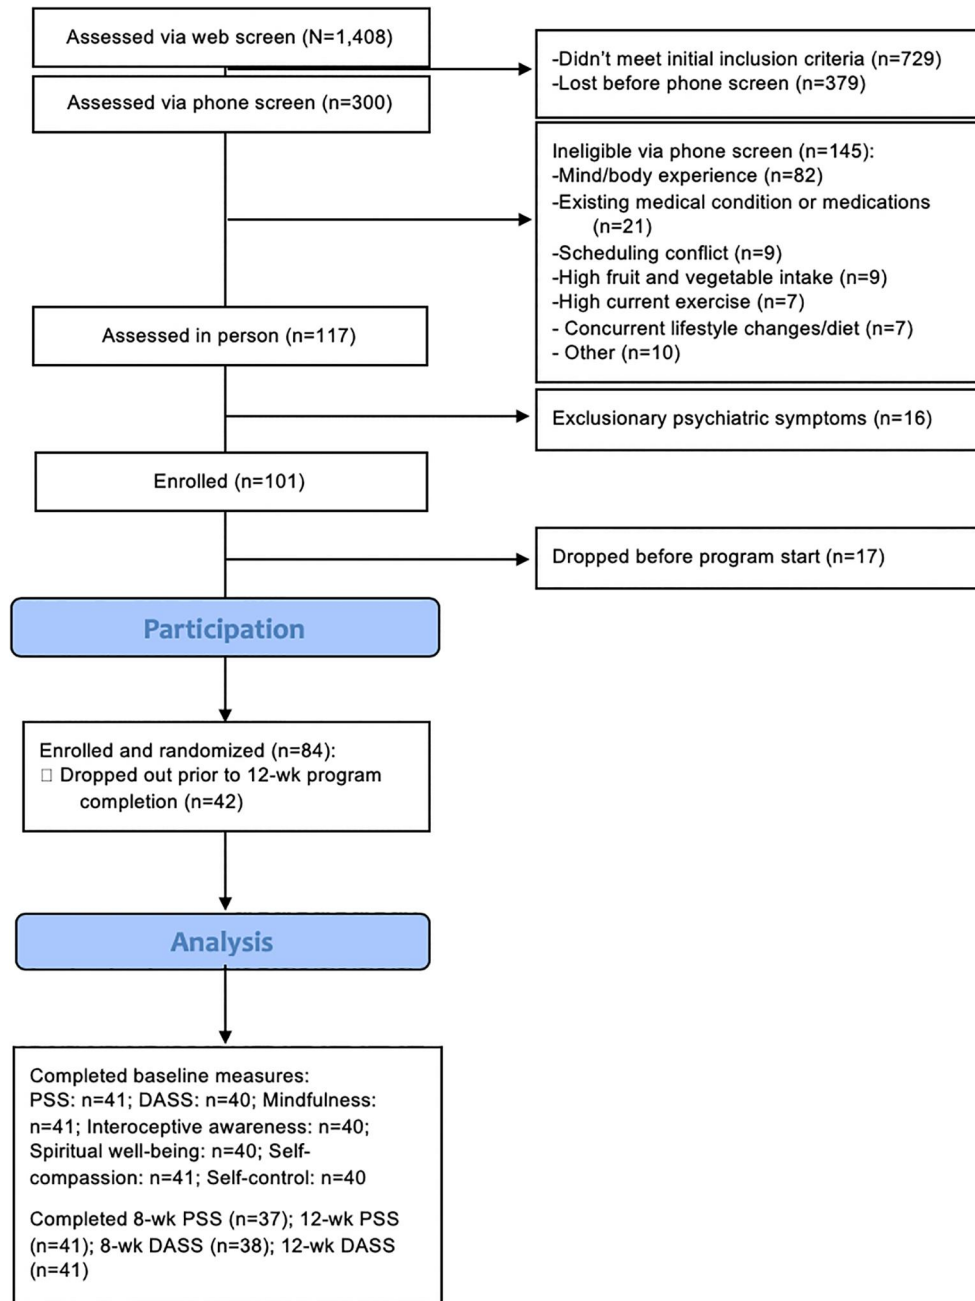 Assessed via web screen (N=1,408)
-Didn't meet initial inclusion criteria (n=729)
-Lost before phone screen (n=379)
Assessed via phone screen (n=300)
Ineligible via phone screen (n=145):
-Mind/body experience (n=82)
-Existing medical condition or medications
(n=21)
-Scheduling conflict (n=9)
-High fruit and vegetable intake (n=9)
-High current exercise (n=7)
- Concurrent lifestyle changes/diet (n=7)
- Other (n=10)
Assessed in person (n=117)
Exclusionary psychiatric symptoms (n=16)
Enrolled (n=101)
Dropped before program start (n=17)
Participation
Enrolled and randomized (n=84):
□ Dropped out prior to 12-wk program
completion (n=42)
Analysis
Completed baseline measures:
PSS: n=41; DASS: n=40; Mindfulness:
n=41; Interoceptive awareness: n=40;
Spiritual well-being: n=40; Self-
compassion: n=41; Self-control: n=40
Completed 8-wk PSS (n=37); 12-wk PSS
(n=41); 8-wk DASS (n=38); 12-wk DASS
(n=41)